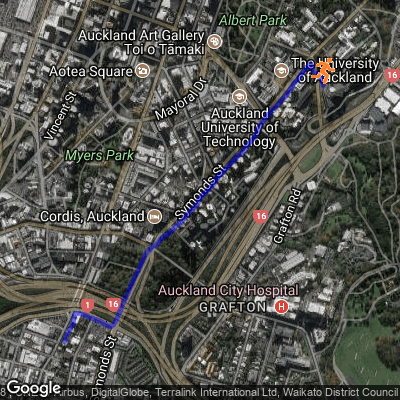 Albert Park
Auckland Art Gallery
Toi o Tāmaki
Aotea Square
The University
of Auckland
16
Mayoral Dr
Vincent St
Auckland
University of
Technology
Myers Park
Symonds St
Cordis, Auckland
16
Grafton Rd
Auckland City Hospital
GRAFTON
H
1
16
Symonds St
Google
Airbus, DigitalGlobe, Terralink International Ltd, Waikato District Council